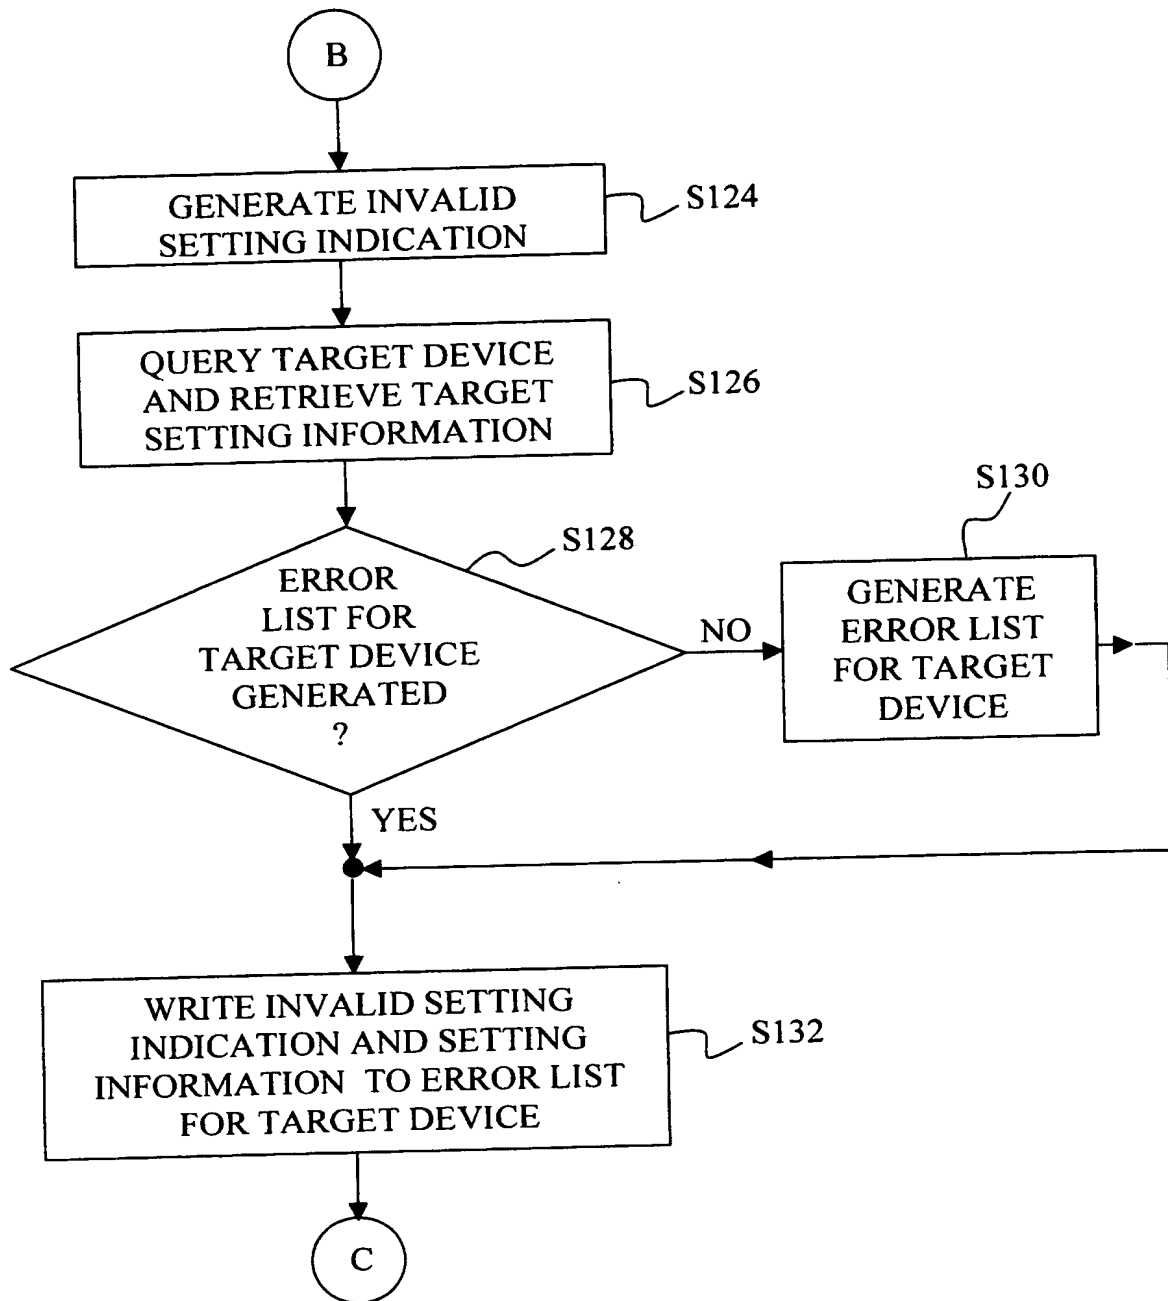 B
GENERATE INVALID
SETTING INDICATION
S124
QUERY TARGET DEVICE
AND RETRIEVE TARGET
SETTING INFORMATION
S126
ERROR
LIST FOR
TARGET DEVICE
GENERATED
?
S128
NO
S130
GENERATE
ERROR LIST
FOR TARGET
DEVICE
YES
WRITE INVALID SETTING
INDICATION AND SETTING
INFORMATION TO ERROR LIST
FOR TARGET DEVICE
S132
C